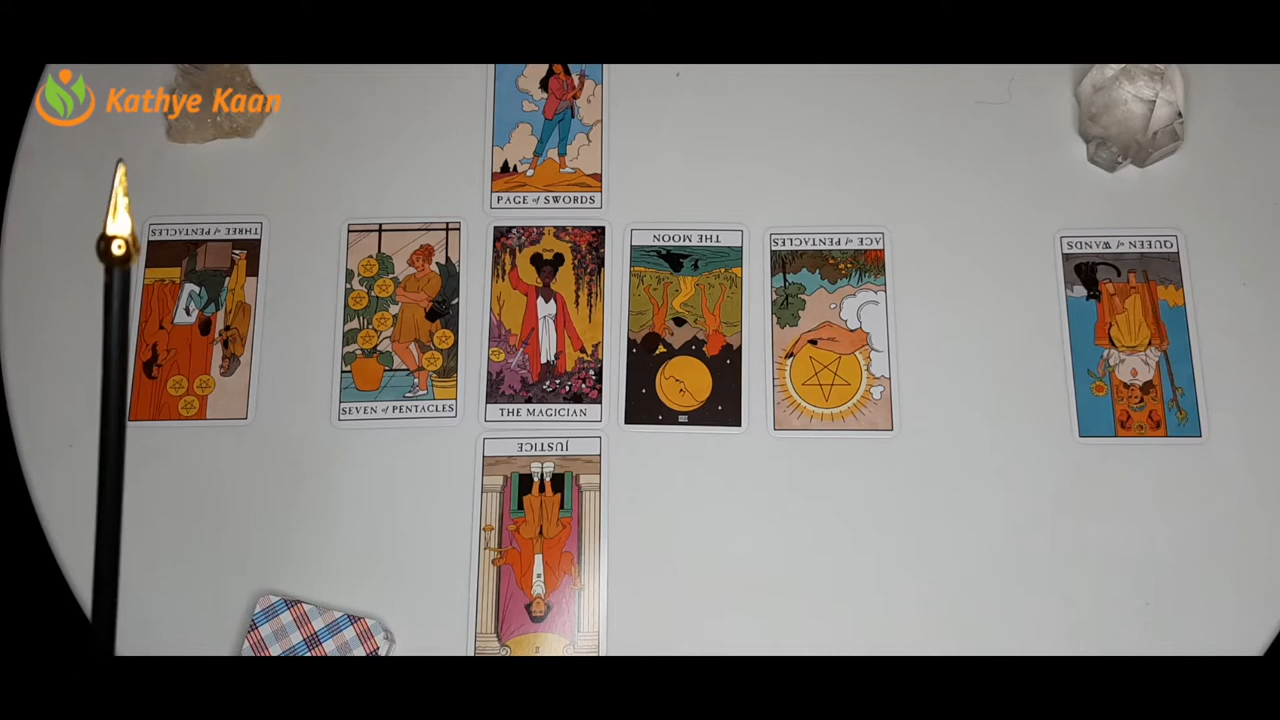 Kathye Kaan
PAGE of SWORDS
THREE of PENTACLES
SEVEN of PENTACLES
I
THE MAGICIAN
THE MOON
XVIII
ACE of PENTACLES
QUEEN of WANDS
JUSTICE